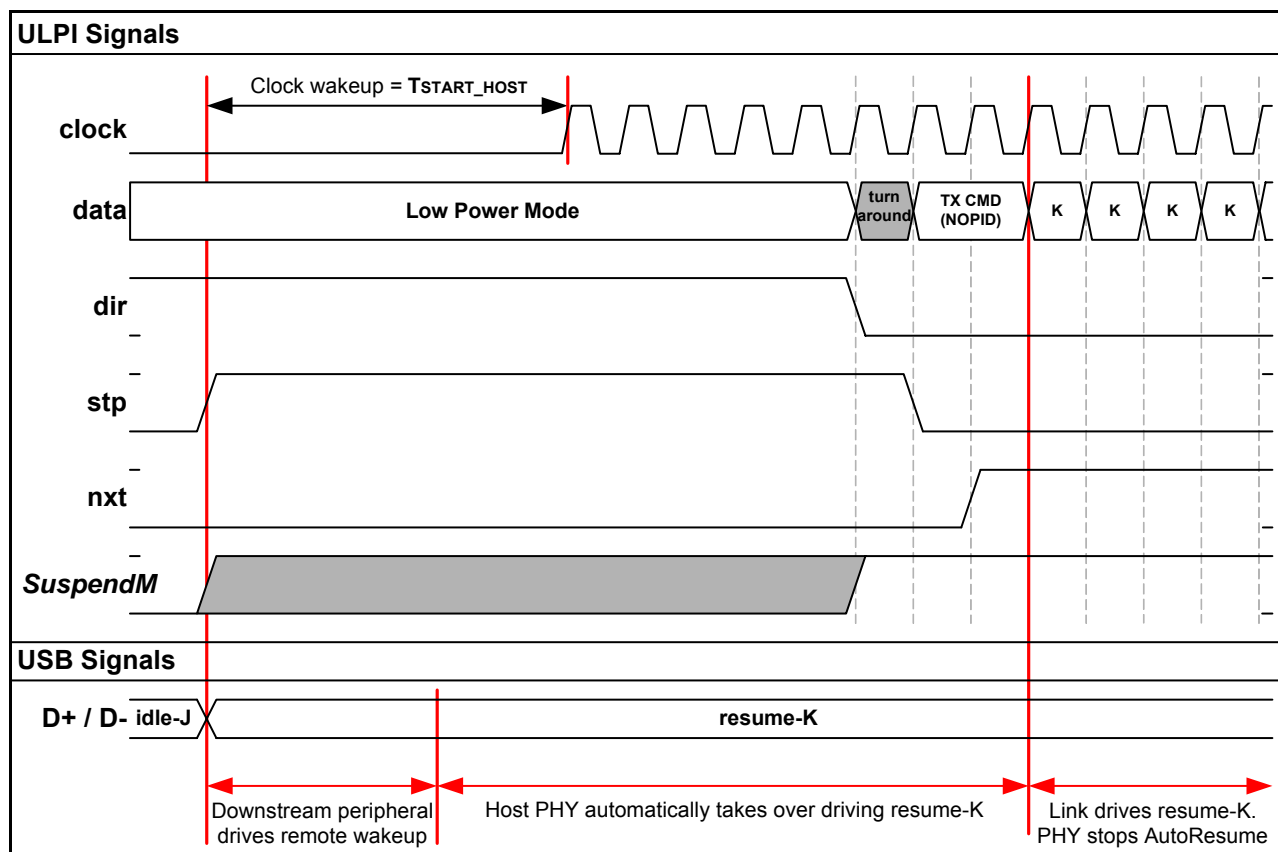 ULPI Signals
Clock wakeup = TSTART_HOST
clock
data
Low Power Mode
turn
around
TX CMD
(NOPID)
K
K
K
K
dir
stp
nxt
SuspendM
USB Signals
D+ / D-
idle-J
resume-K
Downstream peripheral
drives remote wakeup
Host PHY automatically takes over driving resume-K
Link drives resume-K.
PHY stops AutoResume